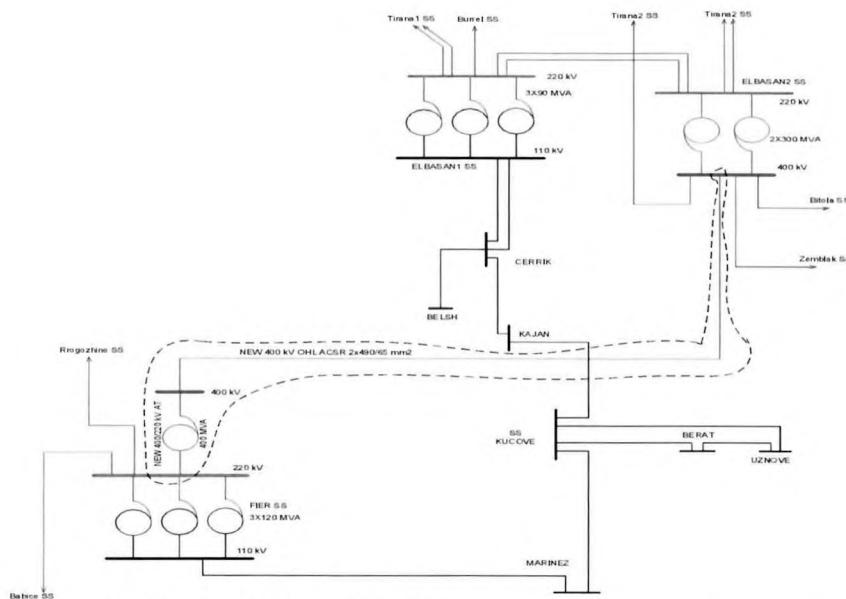 Tirana1 SS
Burrel SS
Tirana2 SS
Tirana2 SS
220 kV
ELBASAN2 SS
3X90 MVA
220 kV
2X300 MVA
110 kV
ELBASAN1 SS
400 kV
Bitola SS
CERRIK
Zemblak SS
BELSH
KAJAN
NEW 400 kV OHL ACSR 2x490/65 mm2
Rrogozhine SS
400 kV
NEW 400/220 kV AT
400 MVA
SS
KUCOVE
BERAT
UZNOVE
220 kV
FIER SS
3X120 MVA
110 kV
MARINEZ
Babice SS